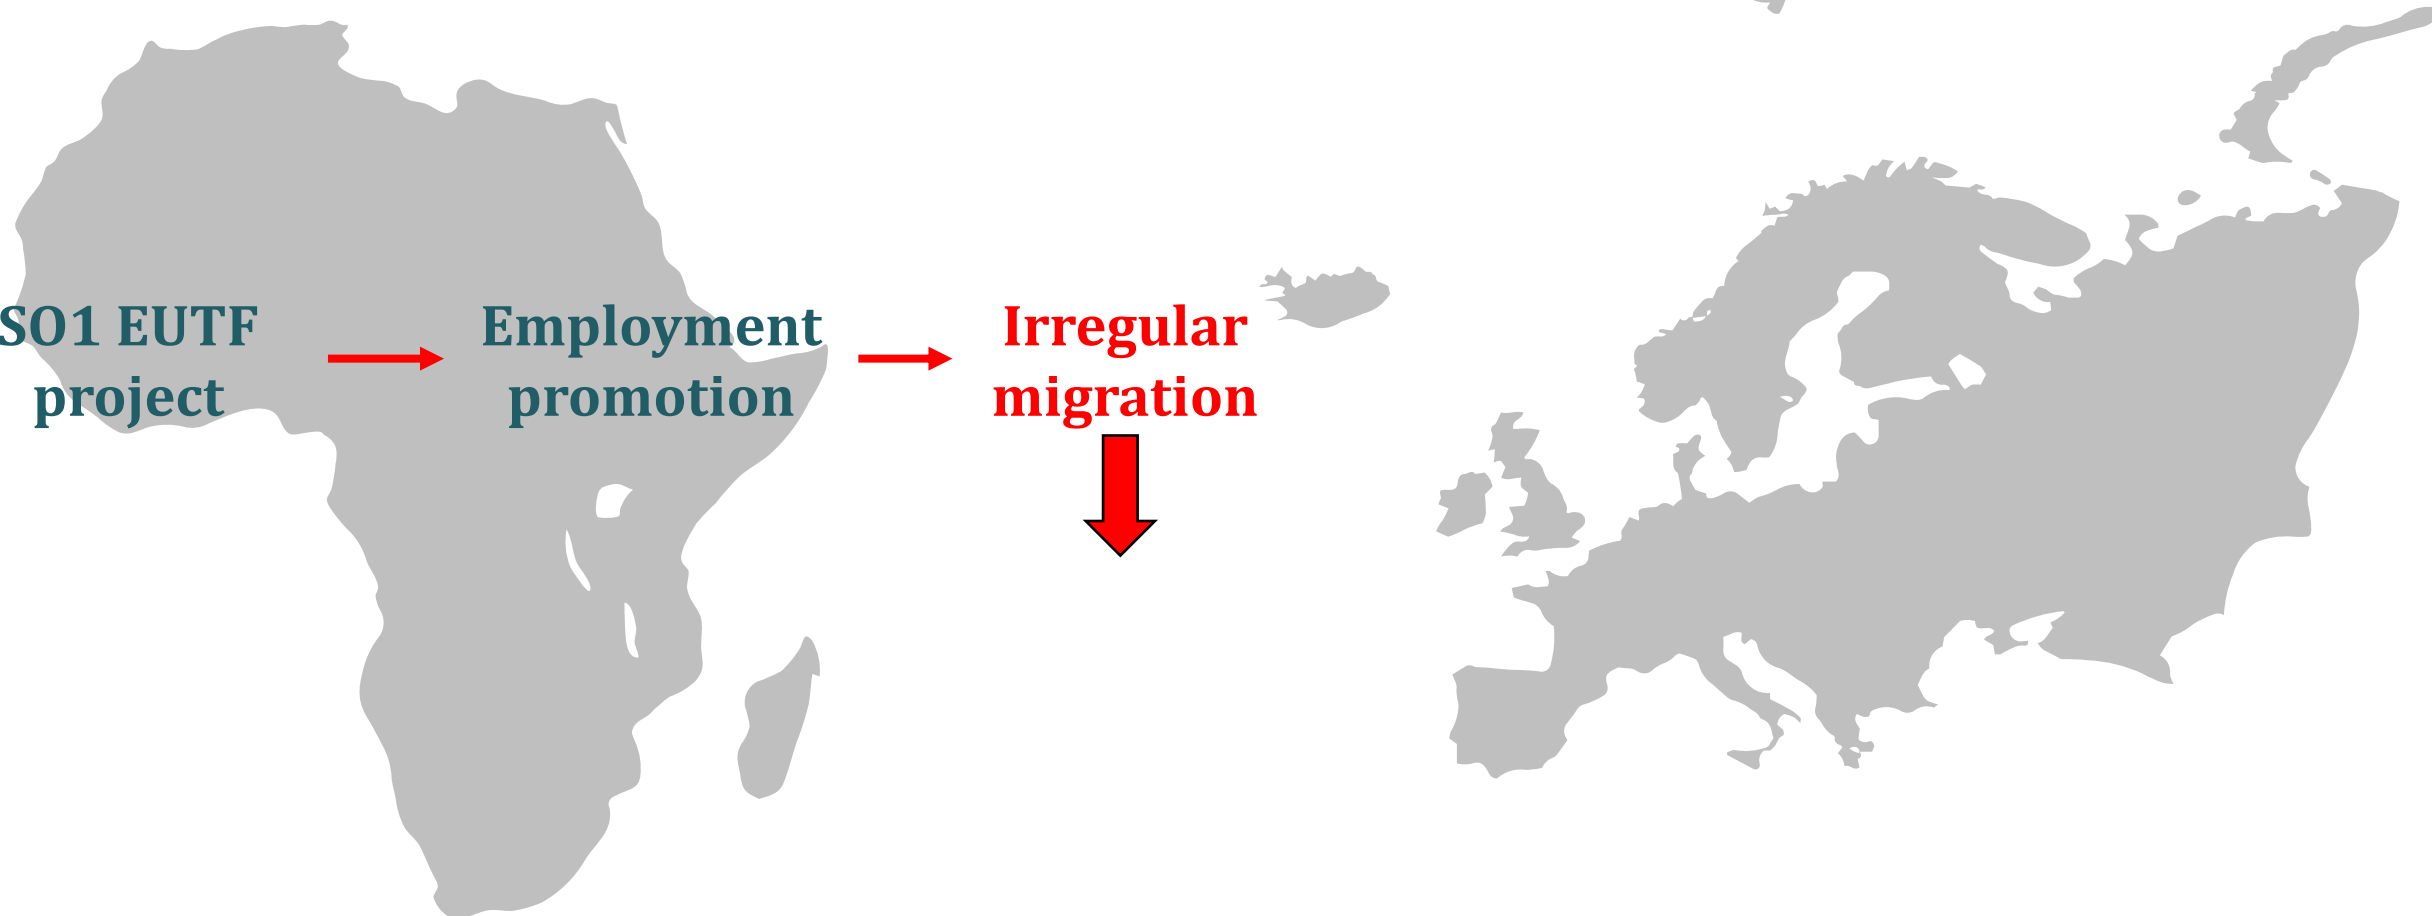 SO1 EUTF
project
Employment
promotion
Irregular
migration